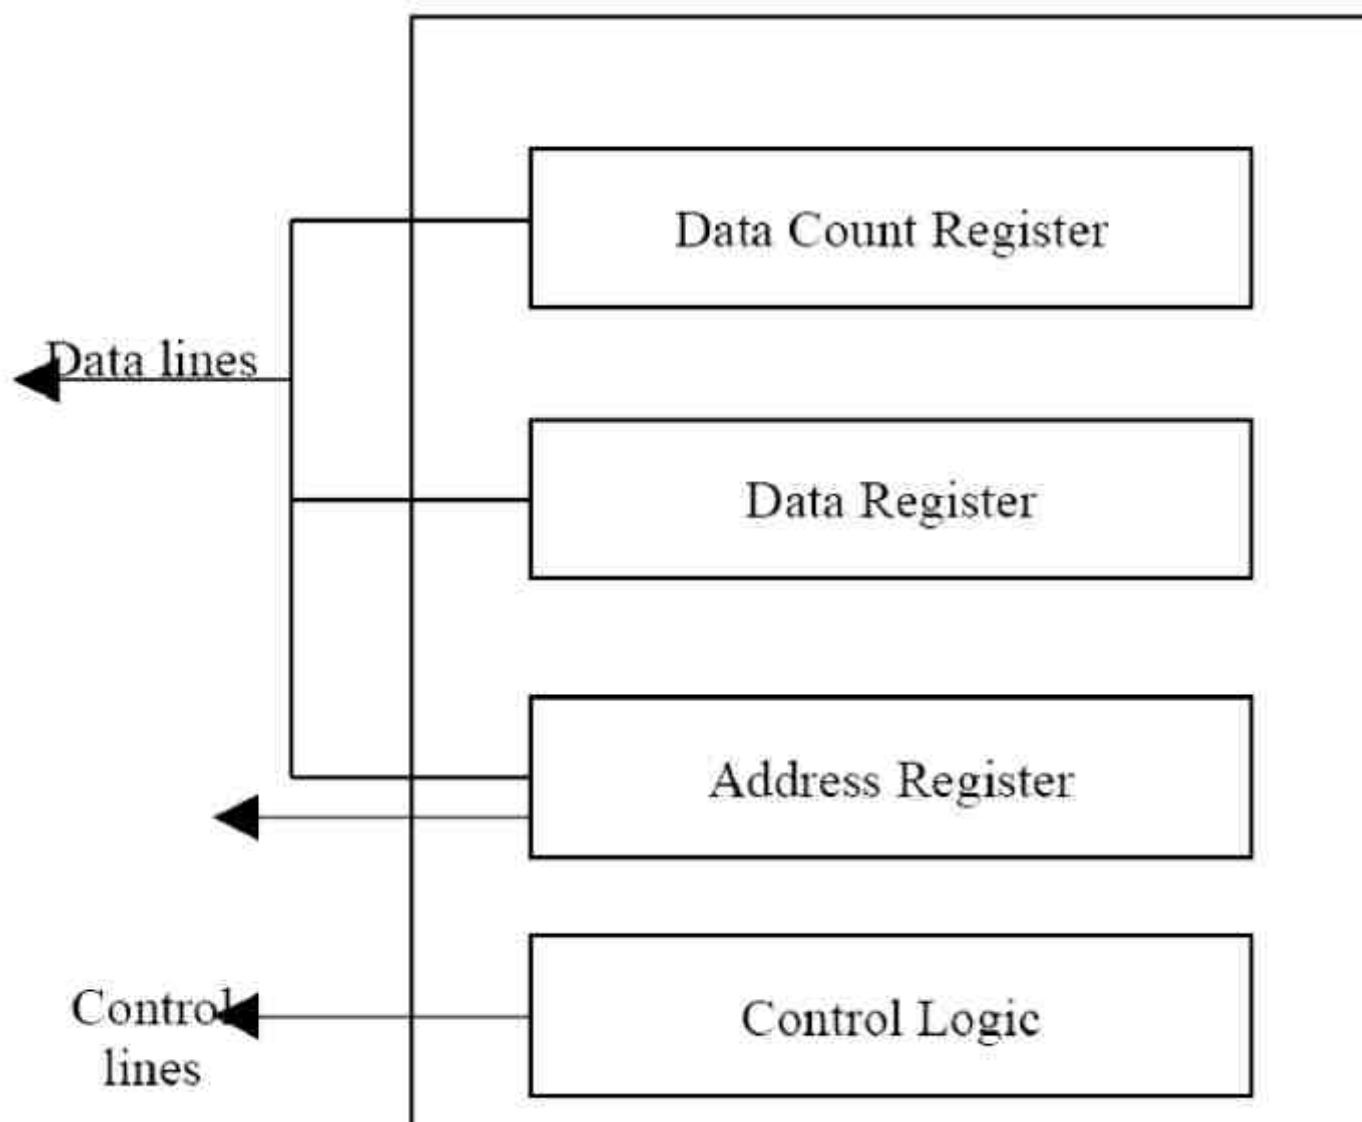 Data Count Register
Data lines
Data Register
Address Register
Control Logic
Control
lines